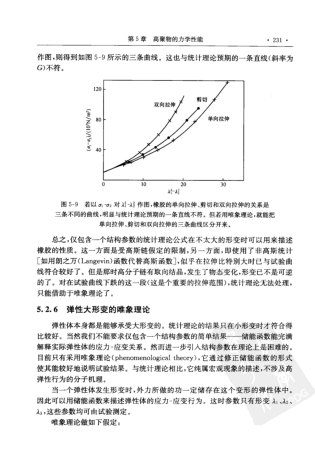 第 5 章 高聚物的力学性能 · 231 ·
作图,则得到如图 5-9 所示的三条曲线。这也与统计理论预期的一条直线(斜率为
G)不符。
120
80
40
双向拉伸
剪切
单向拉伸
0
10
20
30
图 5-9 若以 σ₁-σ₂ 对 λ₁²-λ₂² 作图,橡胶的单向拉伸、剪切和双向拉伸的关系是
三条不同的曲线,明显与统计理论预期的一条直线不符。但若用唯象理论,就能把
单向拉伸、剪切和双向拉伸的三条曲线区分开来。
总之,仅包含一个结构参数的统计理论公式在不太大的形变时可以用来描述
橡胶的性质。这一方面是受高斯链假定的限制,另一方面,即使用了非高斯统计
[如用朗之万(Langevin)函数代替高斯函数],似乎在拉伸比特别大时已与试验曲
线符合较好了。但是那时高分子链有取向结晶,发生了物态变化,形变已不是可逆
的了。对在试验曲线下跌的这一段(这是个重要的拉伸范围),统计理论无法处理,
只能借助于唯象理论了。
5.2.6 弹性大形变的唯象理论
弹性体本身都是能够承受大形变的。统计理论的结果只在小形变时才符合得
比较好。当然我们不能要求仅包含一个结构参数的简单结果——储能函数能完满
解释实际弹性体的应力-应变关系。然而进一步引入结构参数在理论上是困难的。
目前只有采用唯象理论(phenomenological theory),它通过修正储能函数的形式
使其能较好地说明试验结果。与统计理论相比,它纯属宏观现象的描述,不涉及高
弹性行为的分子机理。
当一个弹性体发生形变时,外力所做的功一定储存在这个变形的弹性体中。
因此可以用储能函数来描述弹性体的应力-应变行为。这时参数只有形变 λ₁、λ₂、
λ₃,这些参数均可由试验测定。
唯象理论做如下假定: